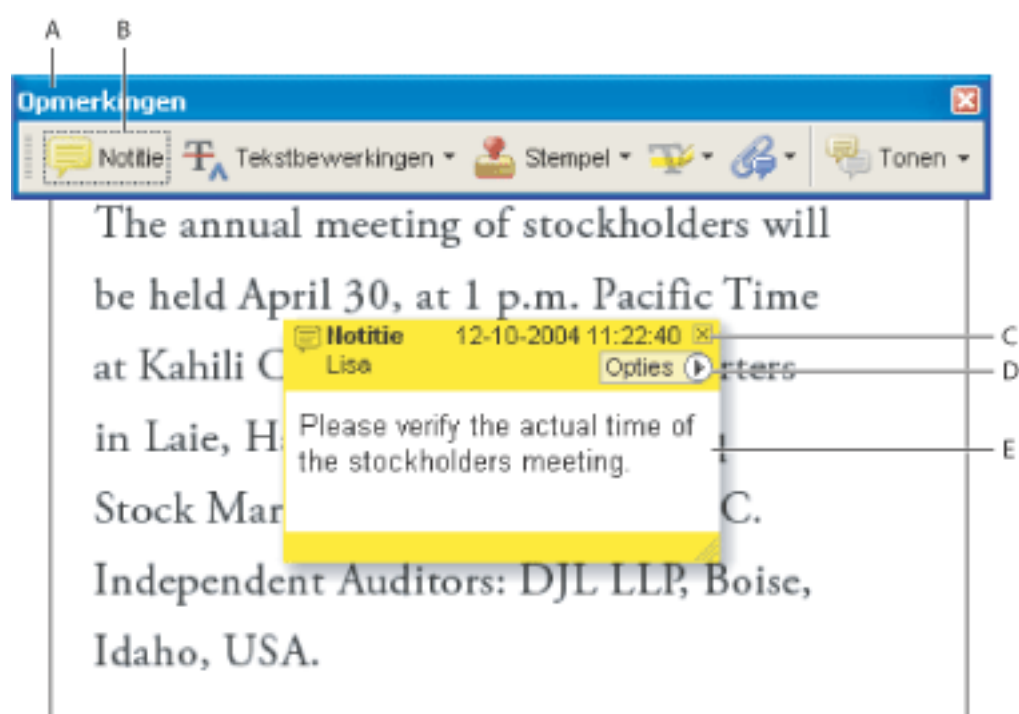 A B
Opmerkingen
Notitie Tekstbewerkingen Stempel Tonen
The annual meeting of stockholders will
be held April 30, at 1 p.m. Pacific Time
Notitie 12-10-2004 11:22:40 C
at Kahili C rters
Lisa Opties D
Please verify the actual time of
in Laie, H E
the stockholders meeting.
Stock Mar C.
Independent Auditors: DJL LLP, Boise,
Idaho, USA.